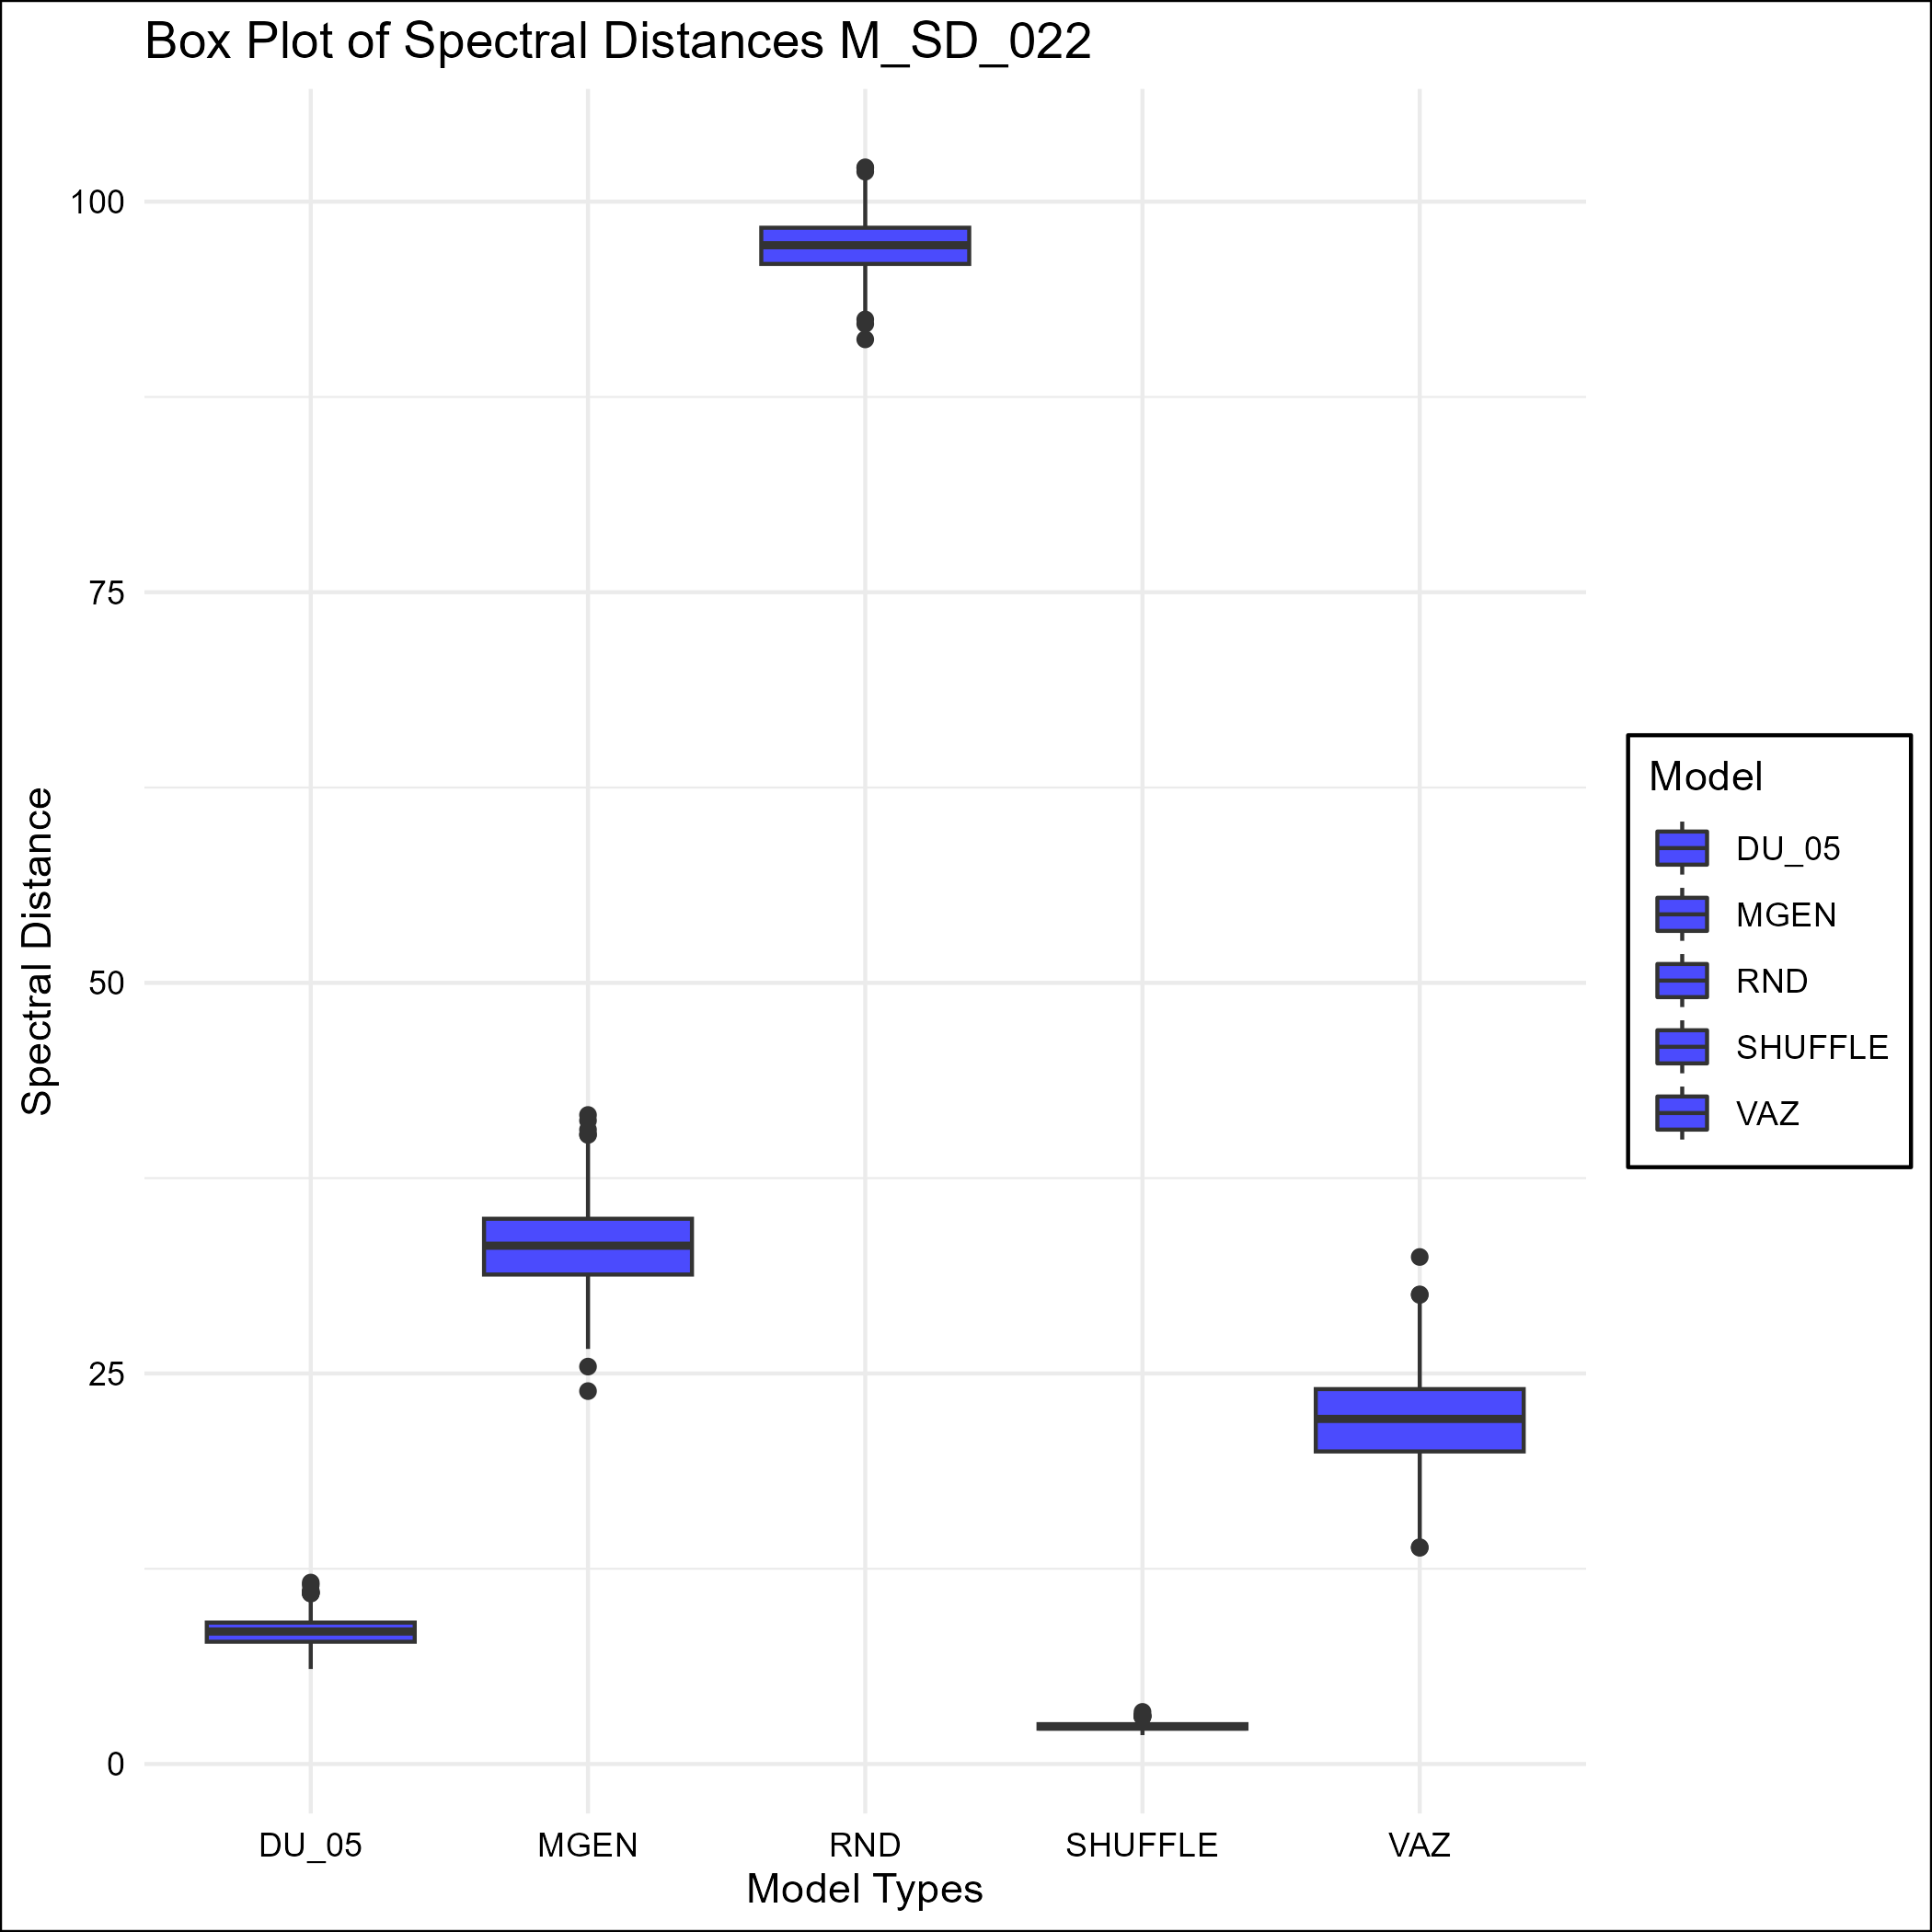 Box Plot of Spectral Distances M_SD_022
Spectral Distance
100
75
50
25
0
DU_05
MGEN
RND
SHUFFLE
VAZ
Model Types
Model
DU_05
MGEN
RND
SHUFFLE
VAZ